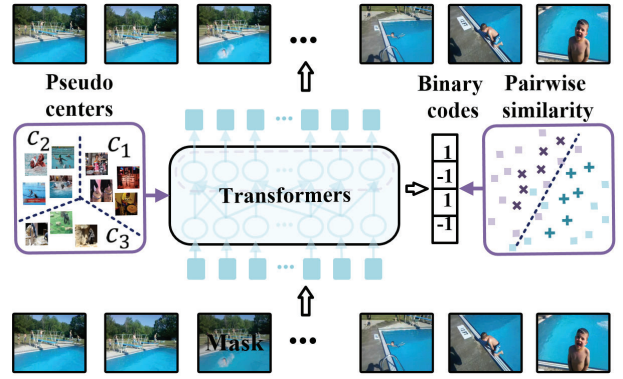 Pseudo
centers
Binary
codes
Pairwise
similarity
C2
C1
C3
Transformers
1
-1
1
-1
Mask